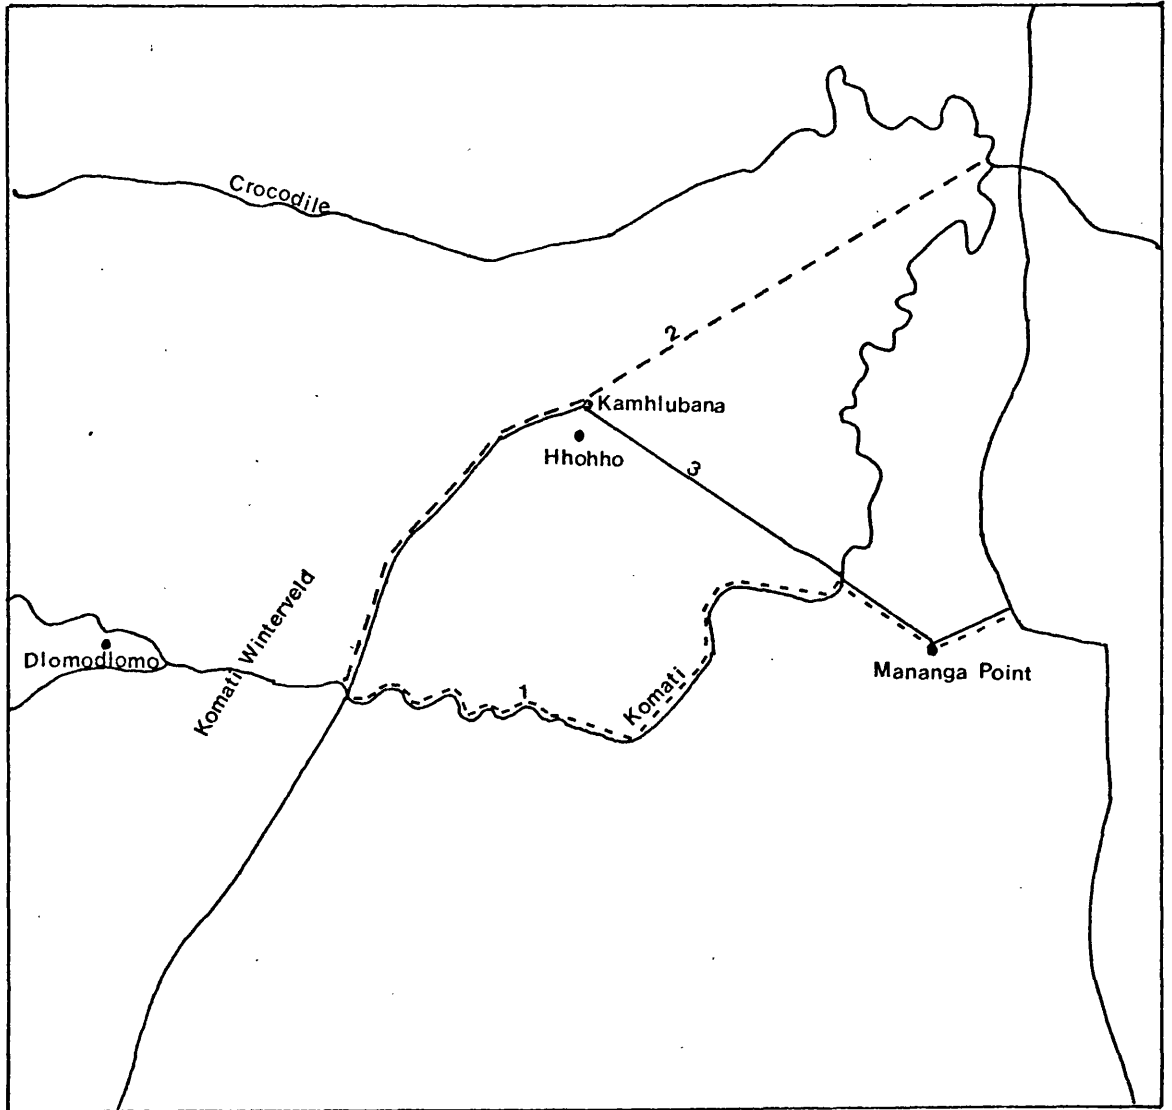 Crocodile
2
Kamhlubana
Hhohho
3
Komati Winterveld
Dlomodlomo
Mananga Point
1
Komati